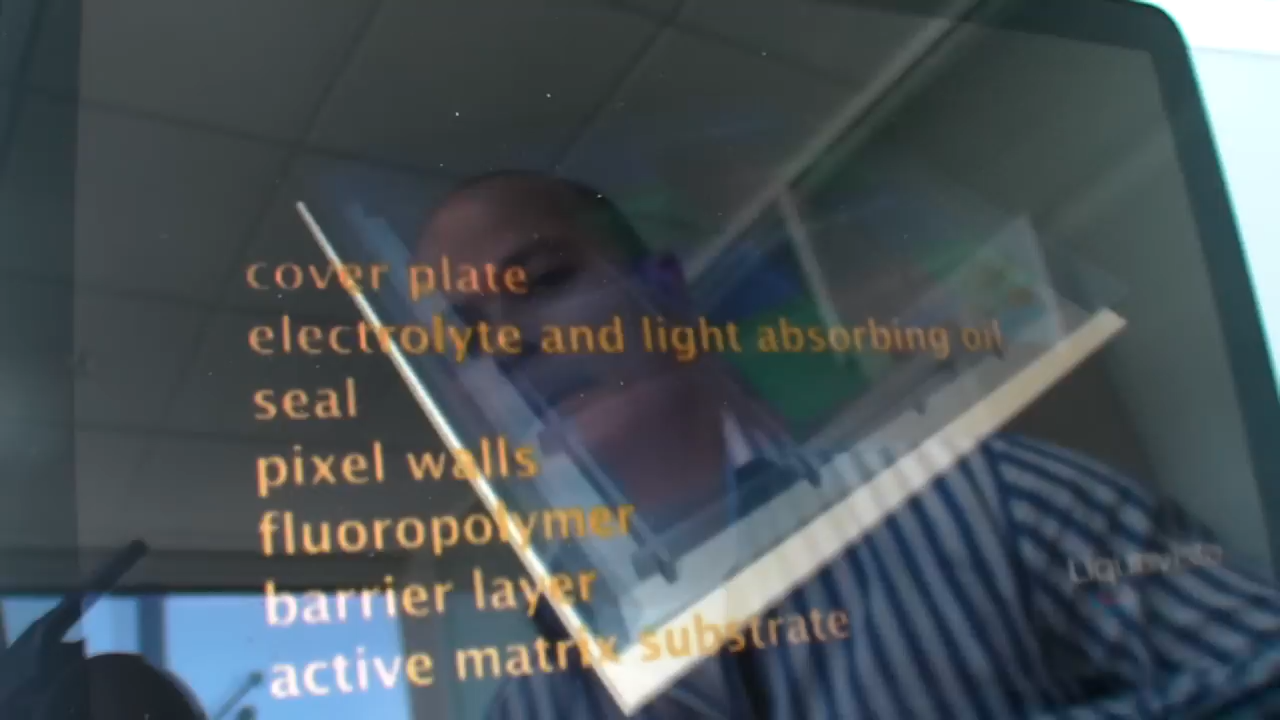 cover plate
electrolyte and light absorbing oil
seal
pixel walls
fluoropolymer
barrier layer
active matrix substrate